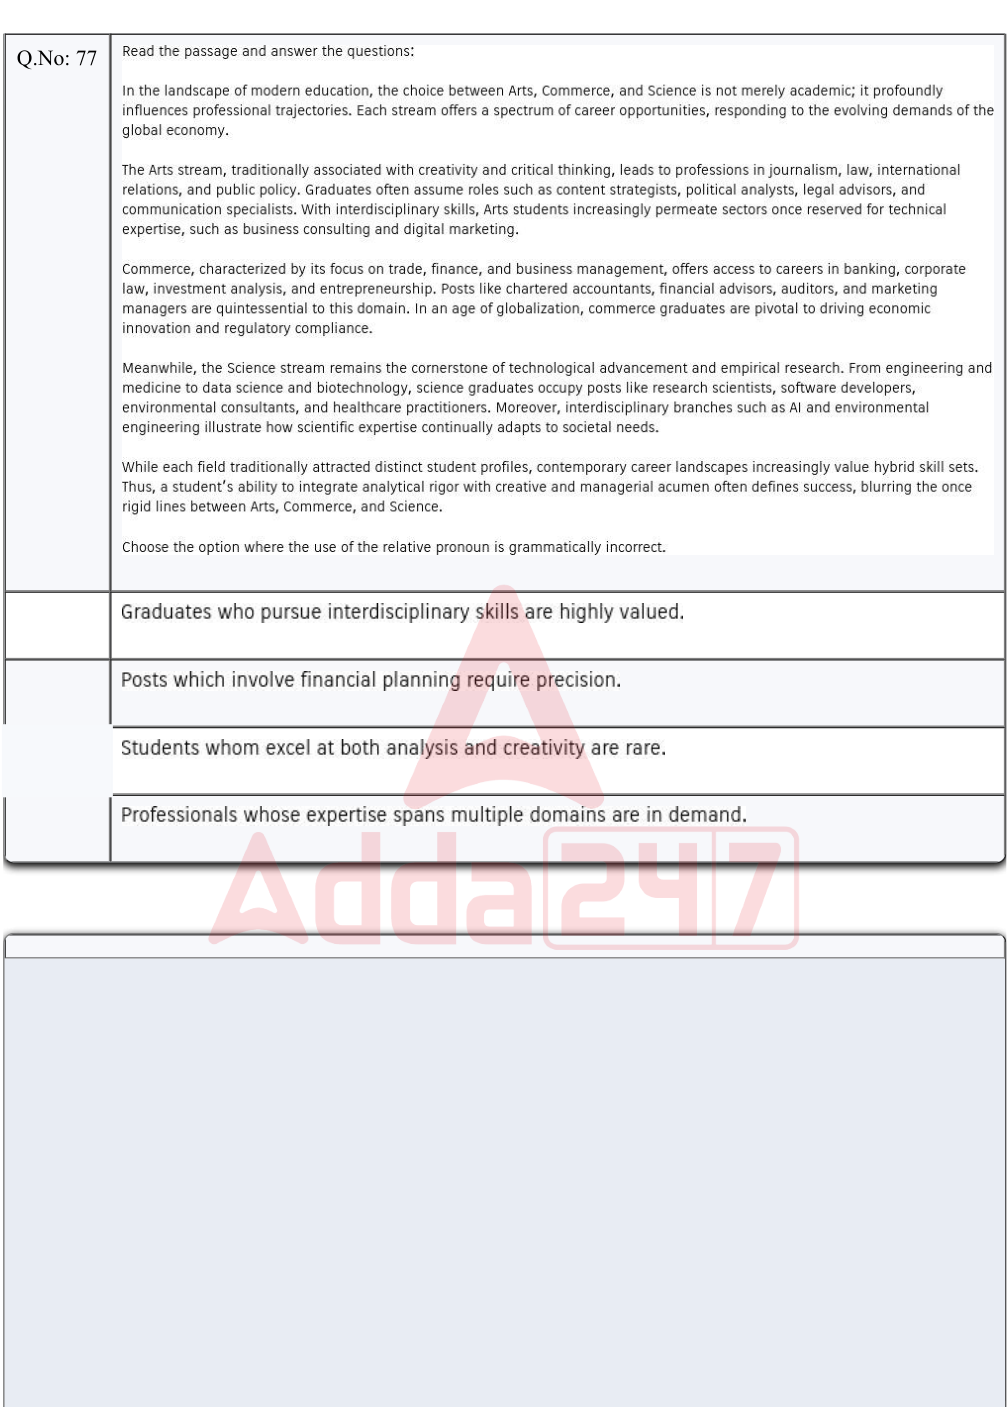 Q.No: 77
Read the passage and answer the questions:
In the landscape of modern education, the choice between Arts, Commerce, and Science is not merely academic; it profoundly
influences professional trajectories. Each stream offers a spectrum of career opportunities, responding to the evolving demands of the
global economy.
The Arts stream, traditionally associated with creativity and critical thinking, leads to professions in journalism, law, international
relations, and public policy. Graduates often assume roles such as content strategists, political analysts, legal advisors, and
communication specialists. With interdisciplinary skills, Arts students increasingly permeate sectors once reserved for technical
expertise, such as business consulting and digital marketing.
Commerce, characterized by its focus on trade, finance, and business management, offers access to careers in banking, corporate
law, investment analysis, and entrepreneurship. Posts like chartered accountants, financial advisors, auditors, and marketing
managers are quintessential to this domain. In an age of globalization, commerce graduates are pivotal to driving economic
innovation and regulatory compliance.
Meanwhile, the Science stream remains the cornerstone of technological advancement and empirical research. From engineering and
medicine to data science and biotechnology, science graduates occupy posts like research scientists, software developers,
environmental consultants, and healthcare practitioners. Moreover, interdisciplinary branches such as AI and environmental
engineering illustrate how scientific expertise continually adapts to societal needs.
While each field traditionally attracted distinct student profiles, contemporary career landscapes increasingly value hybrid skill sets.
Thus, a student's ability to integrate analytical rigor with creative and managerial acumen often defines success, blurring the once
rigid lines between Arts, Commerce, and Science.
Choose the option where the use of the relative pronoun is grammatically incorrect.
Graduates who pursue interdisciplinary skills are highly valued.
Posts which involve financial planning require precision.
Students whom excel at both analysis and creativity are rare.
Professionals whose expertise spans multiple domains are in demand.
Adda247